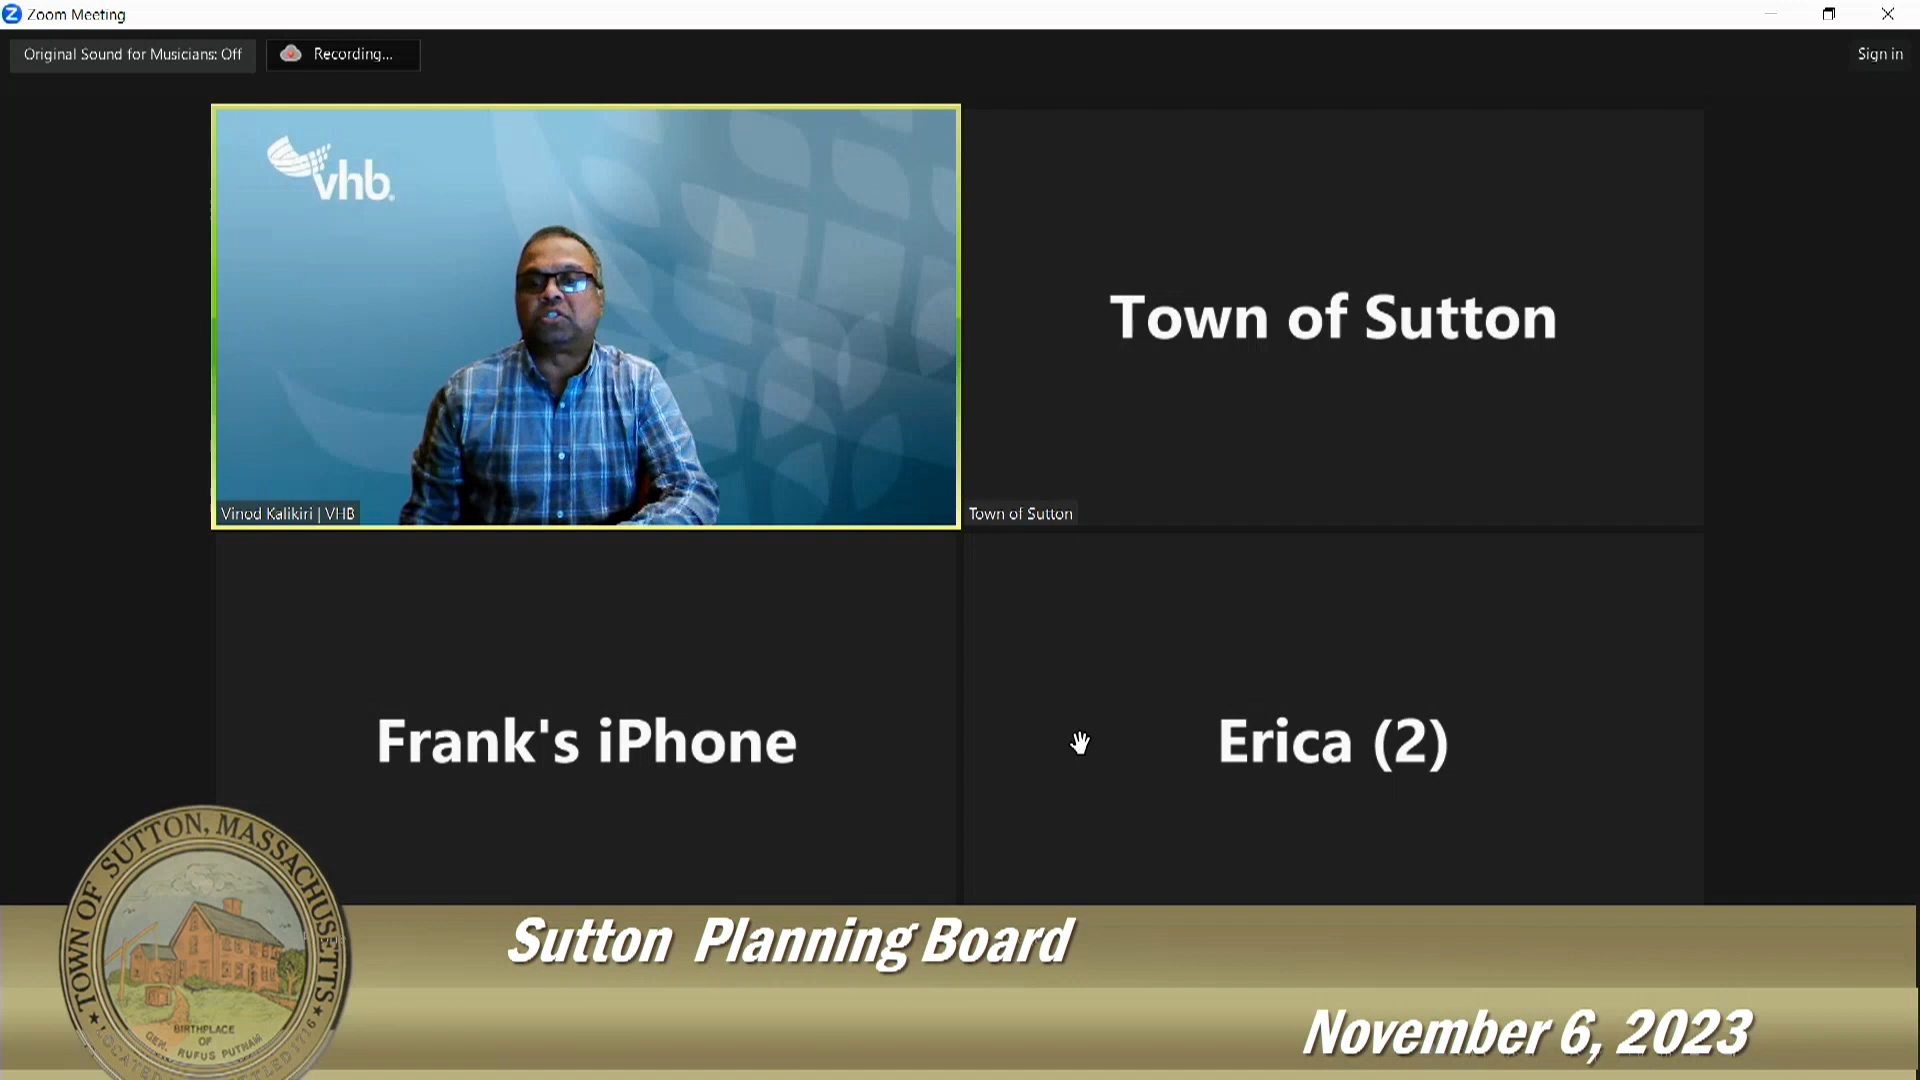 Zoom Meeting
Original Sound for Musicians: Off
Recording...
Sign in
vhb
Vinod Kalikiri | VHB
Town of Sutton
Town of Sutton
Frank's iPhone
Erica (2)
TOWN OF SUTTON, MASSACHUSETTS
BIRTHPLACE
OF
GEN. RUFUS PUTNAM
Sutton Planning Board
November 6, 2023